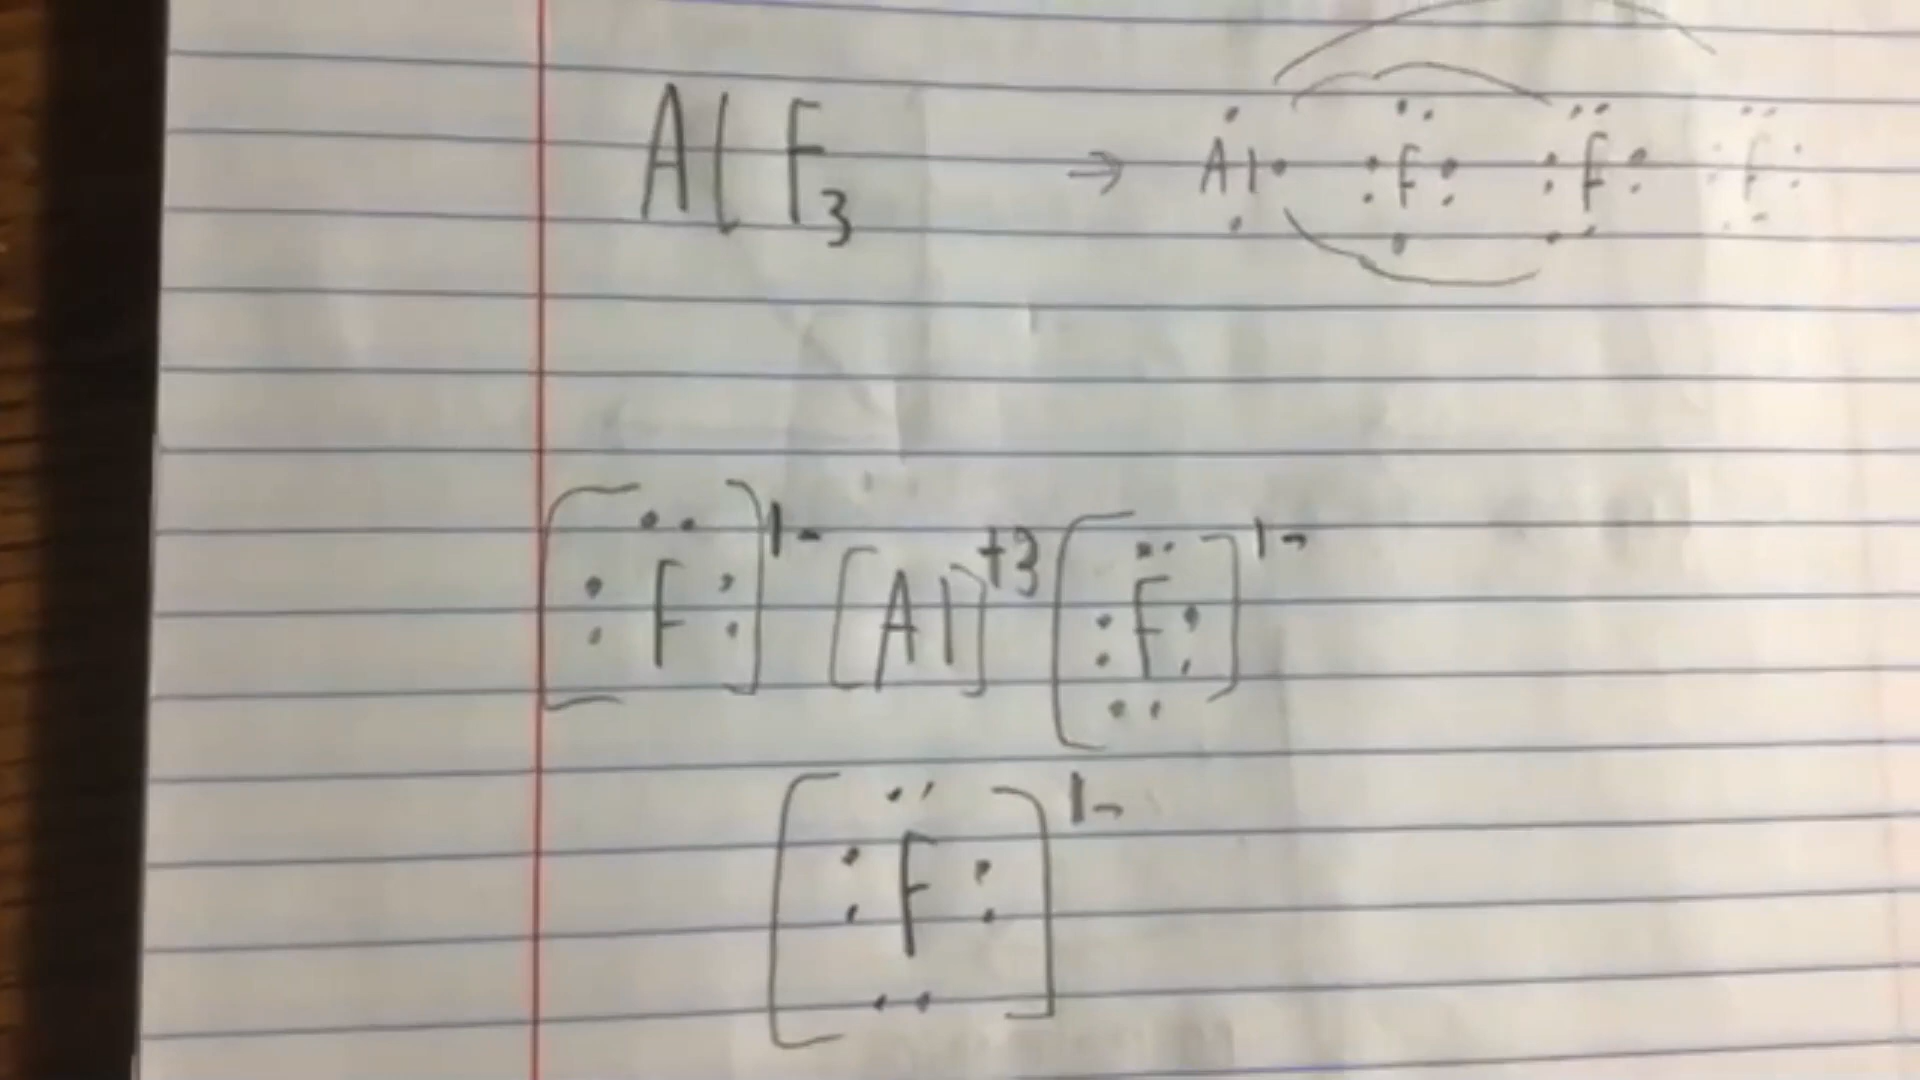 AlF₃ → Al F F F
[F]¹⁻ [Al]⁺³ [F]¹⁻
[F]¹⁻